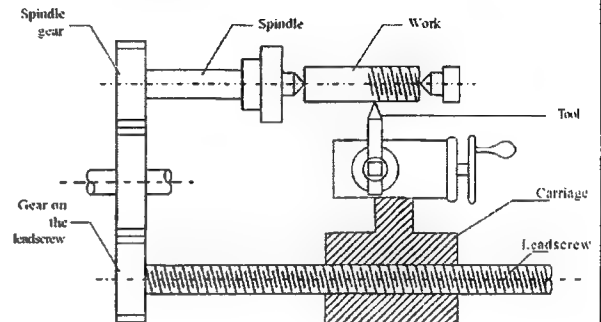 Spindle
gear
Spindle
Work
Tool
Carriage
Gear on
the
leadscrew
Leadscrew